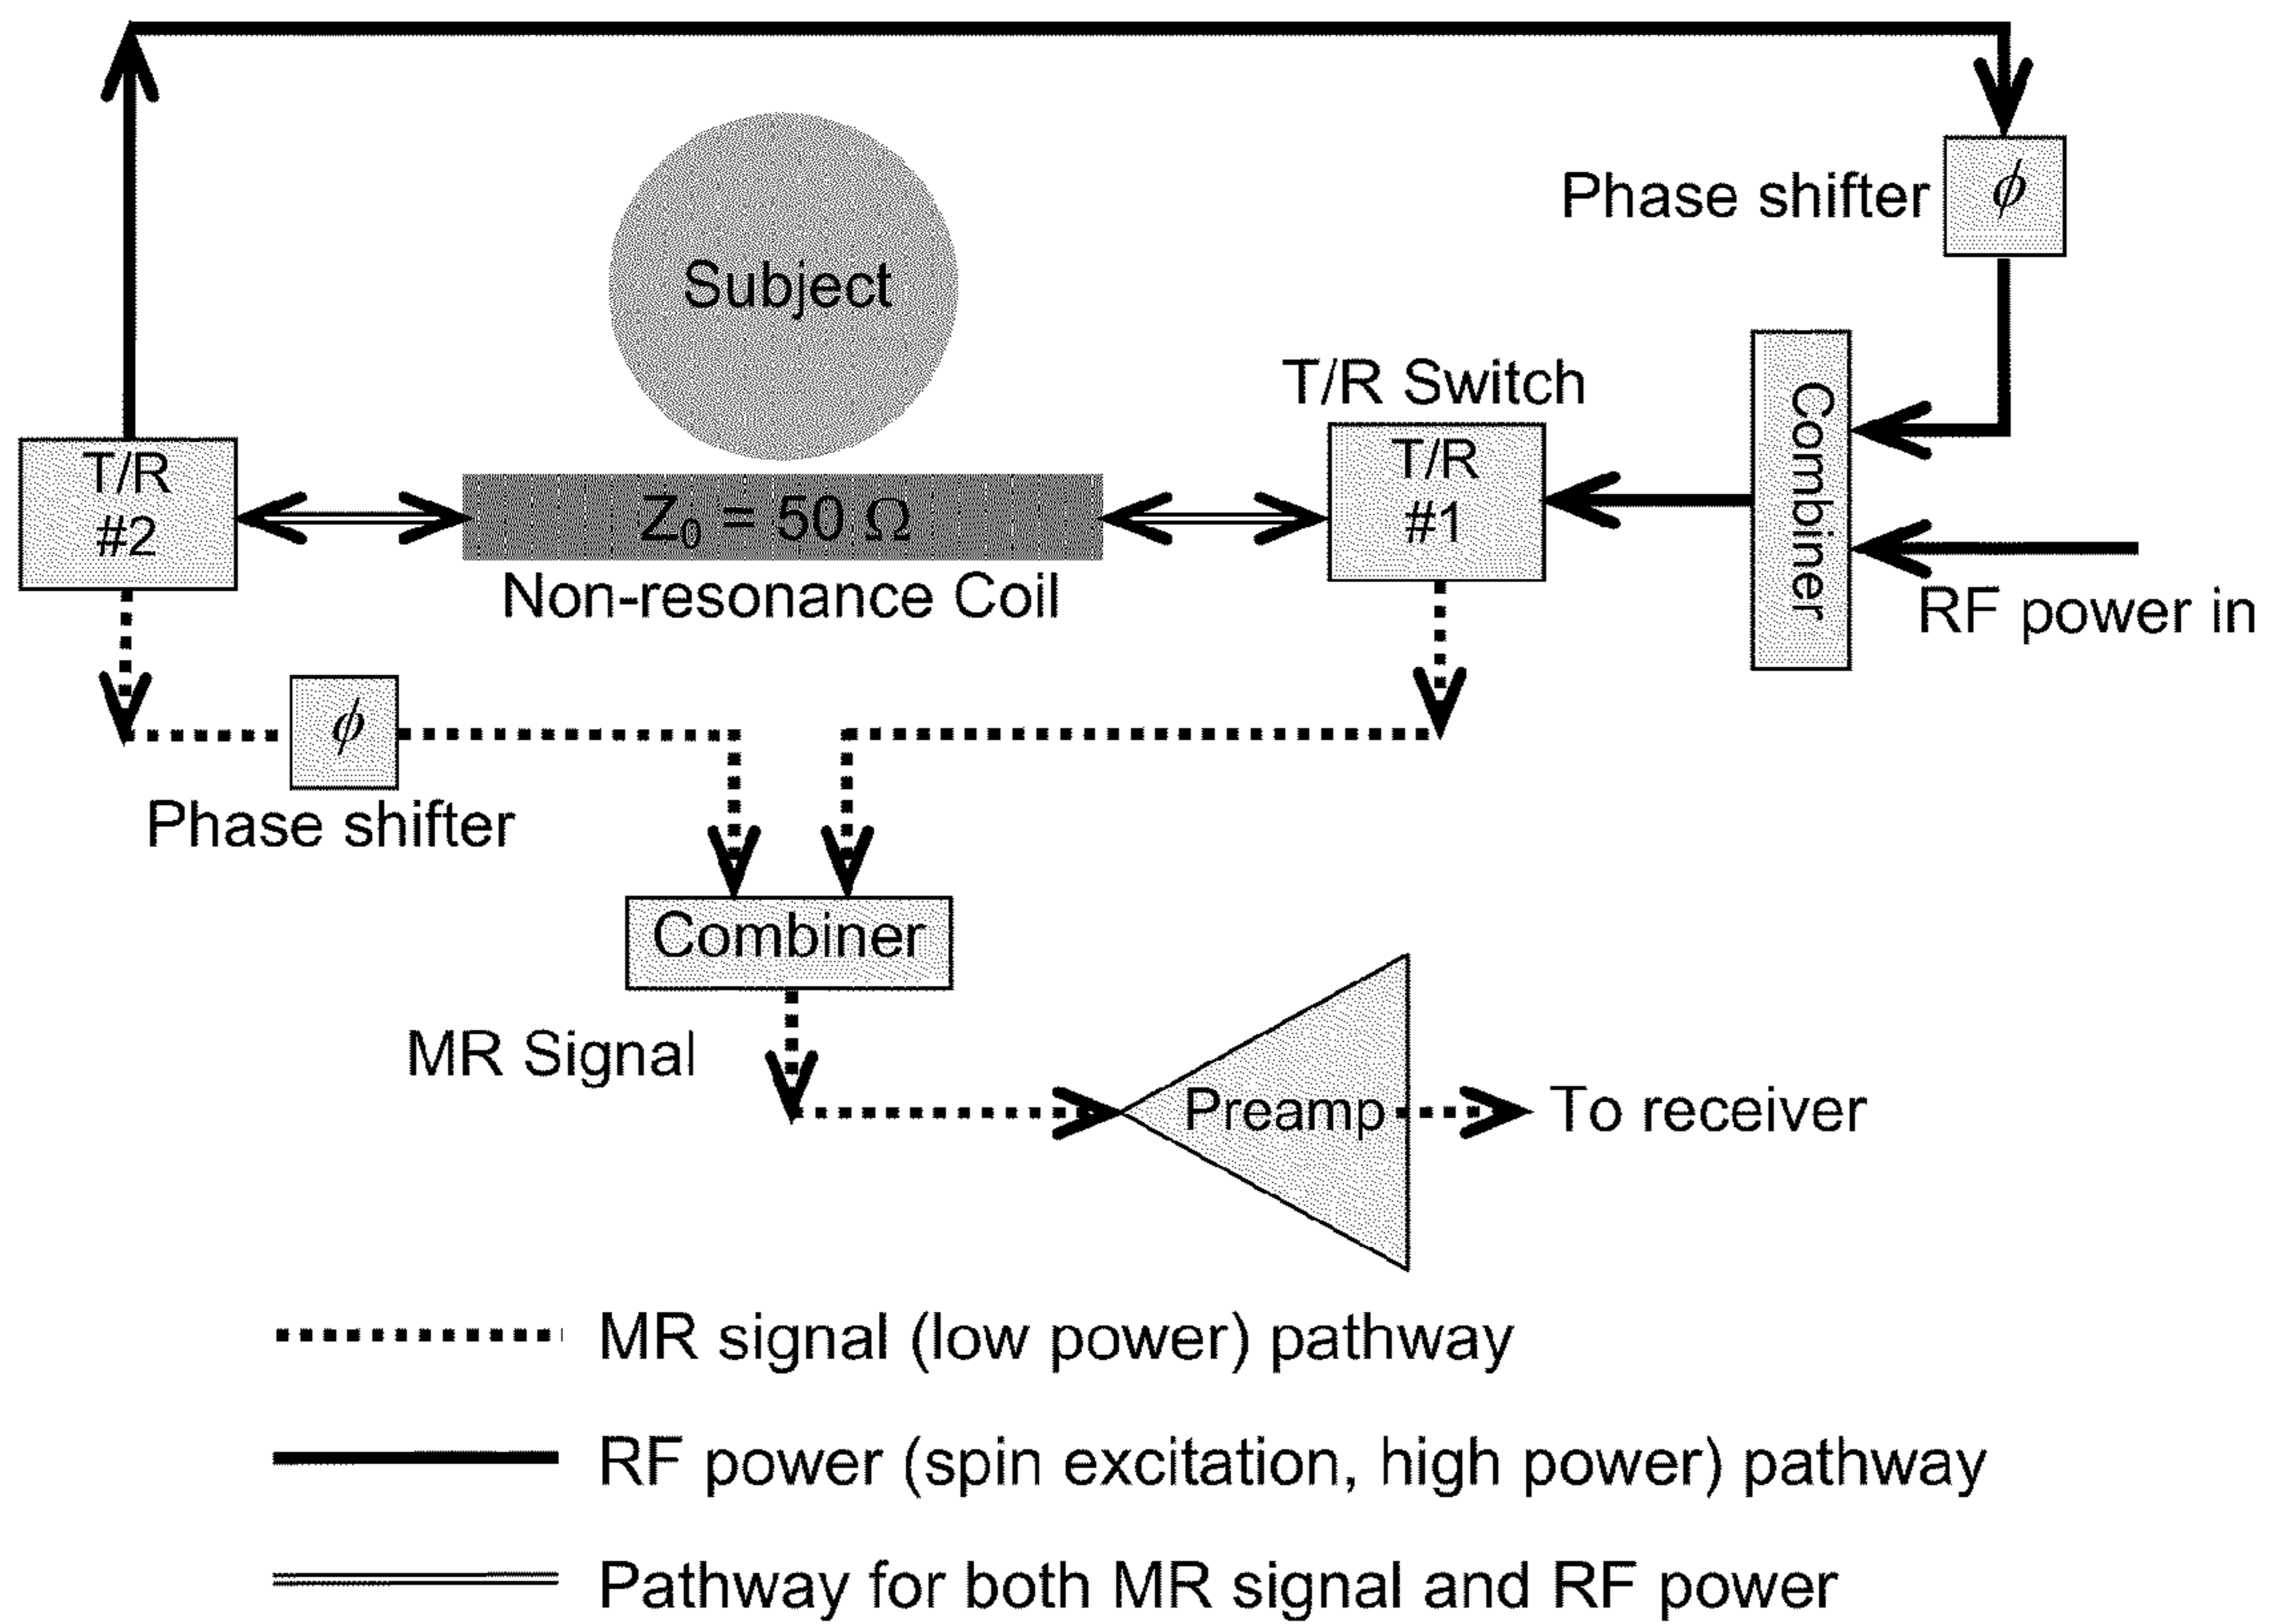 Phase shifter
ϕ
Subject
T/R Switch
T/R
#1
T/R
#2
Z₀ = 50 Ω
Non-resonance Coil
Combiner
RF power in
ϕ
Phase shifter
Combiner
MR Signal
Preamp
To receiver
MR signal (low power) pathway
RF power (spin excitation, high power) pathway
Pathway for both MR signal and RF power